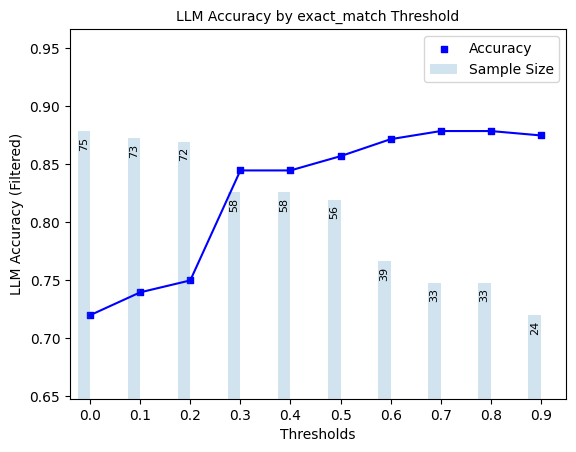 LLM Accuracy by exact_match Threshold
Accuracy
Sample Size
LLM Accuracy (Filtered)
0.95
0.90
0.85
0.80
0.75
0.70
0.65
75
73
72
58
58
56
39
33
33
24
0.0 0.1 0.2 0.3 0.4 0.5 0.6 0.7 0.8 0.9
Thresholds